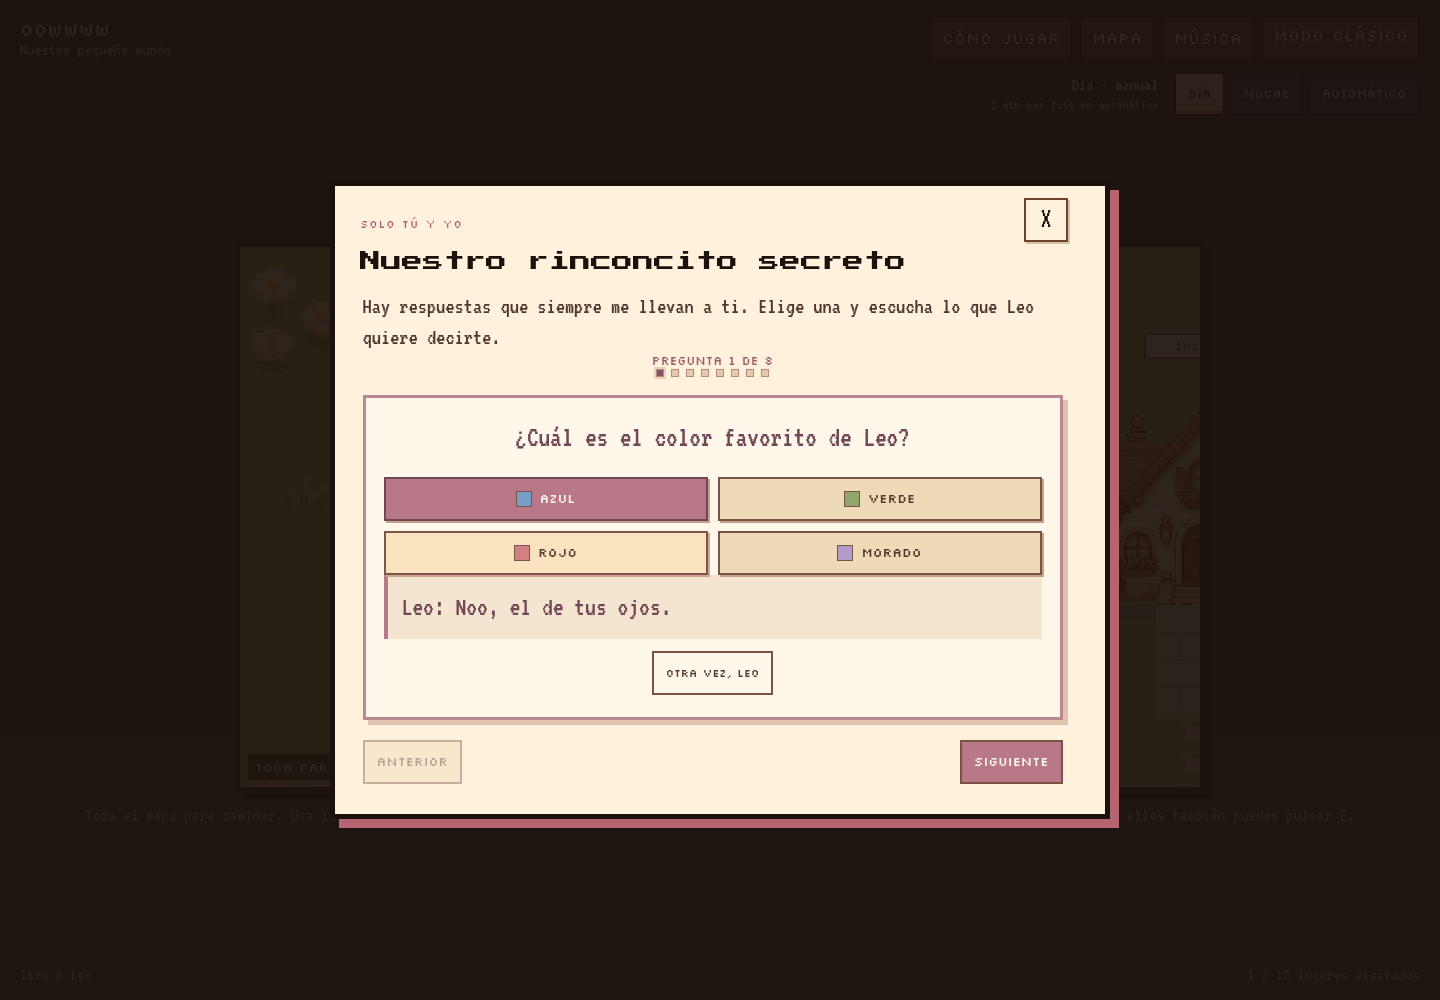 OOWWWW
Nuestro pequeño mundo
CÓMO JUGAR
MAPA
MÚSICA
MODO CLÁSICO
Día · manual
5 min por fase en automático
DÍA
NOCHE
AUTOMÁTICO
SOLO TÚ Y YO
X
Nuestro rinconcito secreto
Hay respuestas que siempre me llevan a ti. Elige una y escucha lo que Leo
quiere decirte.
PREGUNTA 1 DE 8
¿Cuál es el color favorito de Leo?
AZUL
VERDE
ROJO
MORADO
Leo: Noo, el de tus ojos.
OTRA VEZ, LEO
ANTERIOR
SIGUIENTE
TOCA PAR
Toca el mapa para caminar. Usa
ellos también puedes pulsar E.
Itza & Leo
1 / 13 lugares visitados